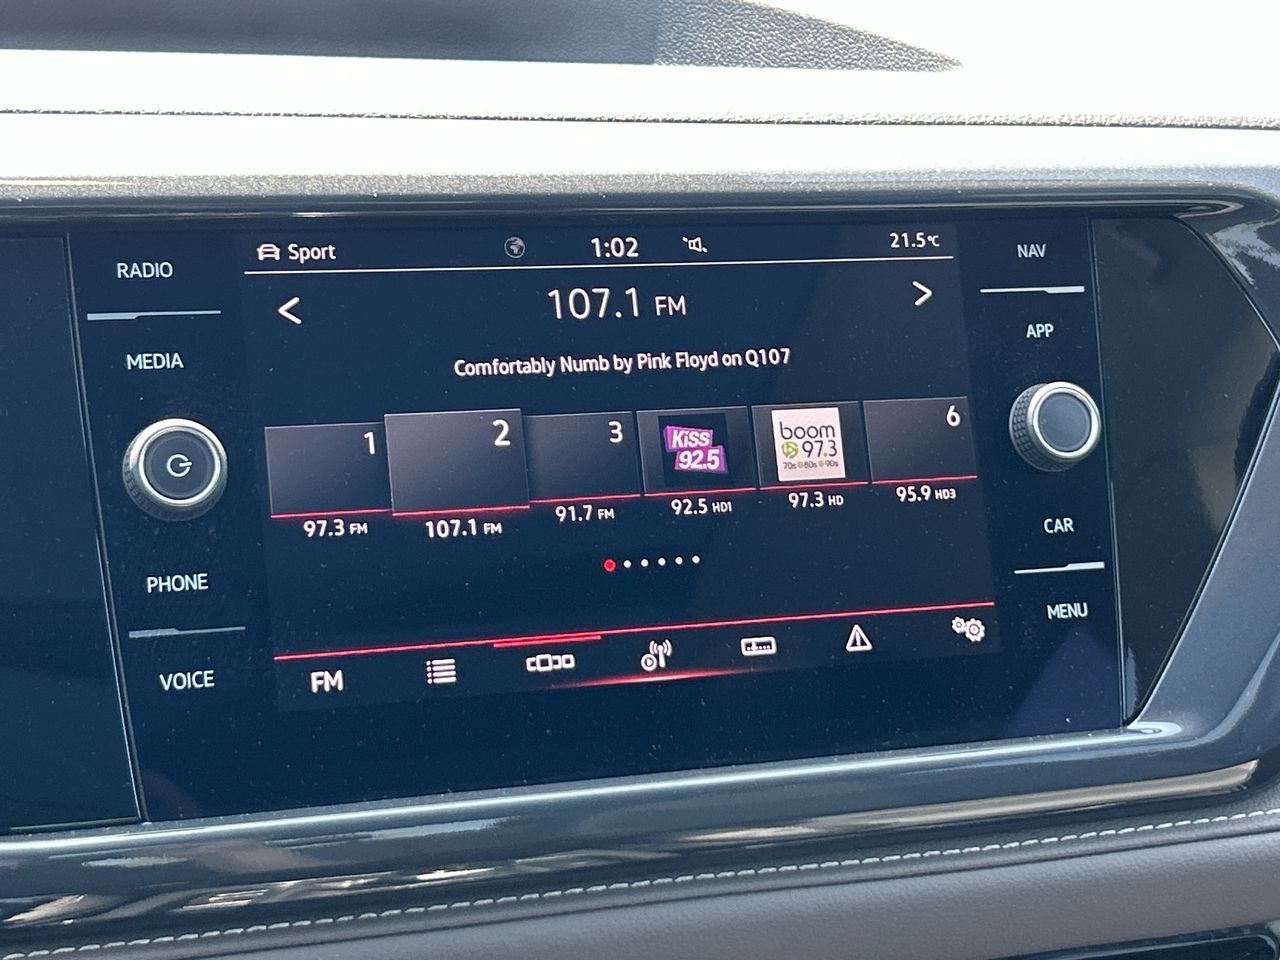 RADIO
MEDIA
PHONE
VOICE
Sport
1:02
21.5°C
107.1 FM
Comfortably Numb by Pink Floyd on Q107
1
97.3 FM
2
107.1 FM
3
91.7 FM
KiSS
92.5
92.5 HD1
boom
97.3
70s 80s 90s
97.3 HD
6
95.9 HD3
FM
NAV
APP
CAR
MENU